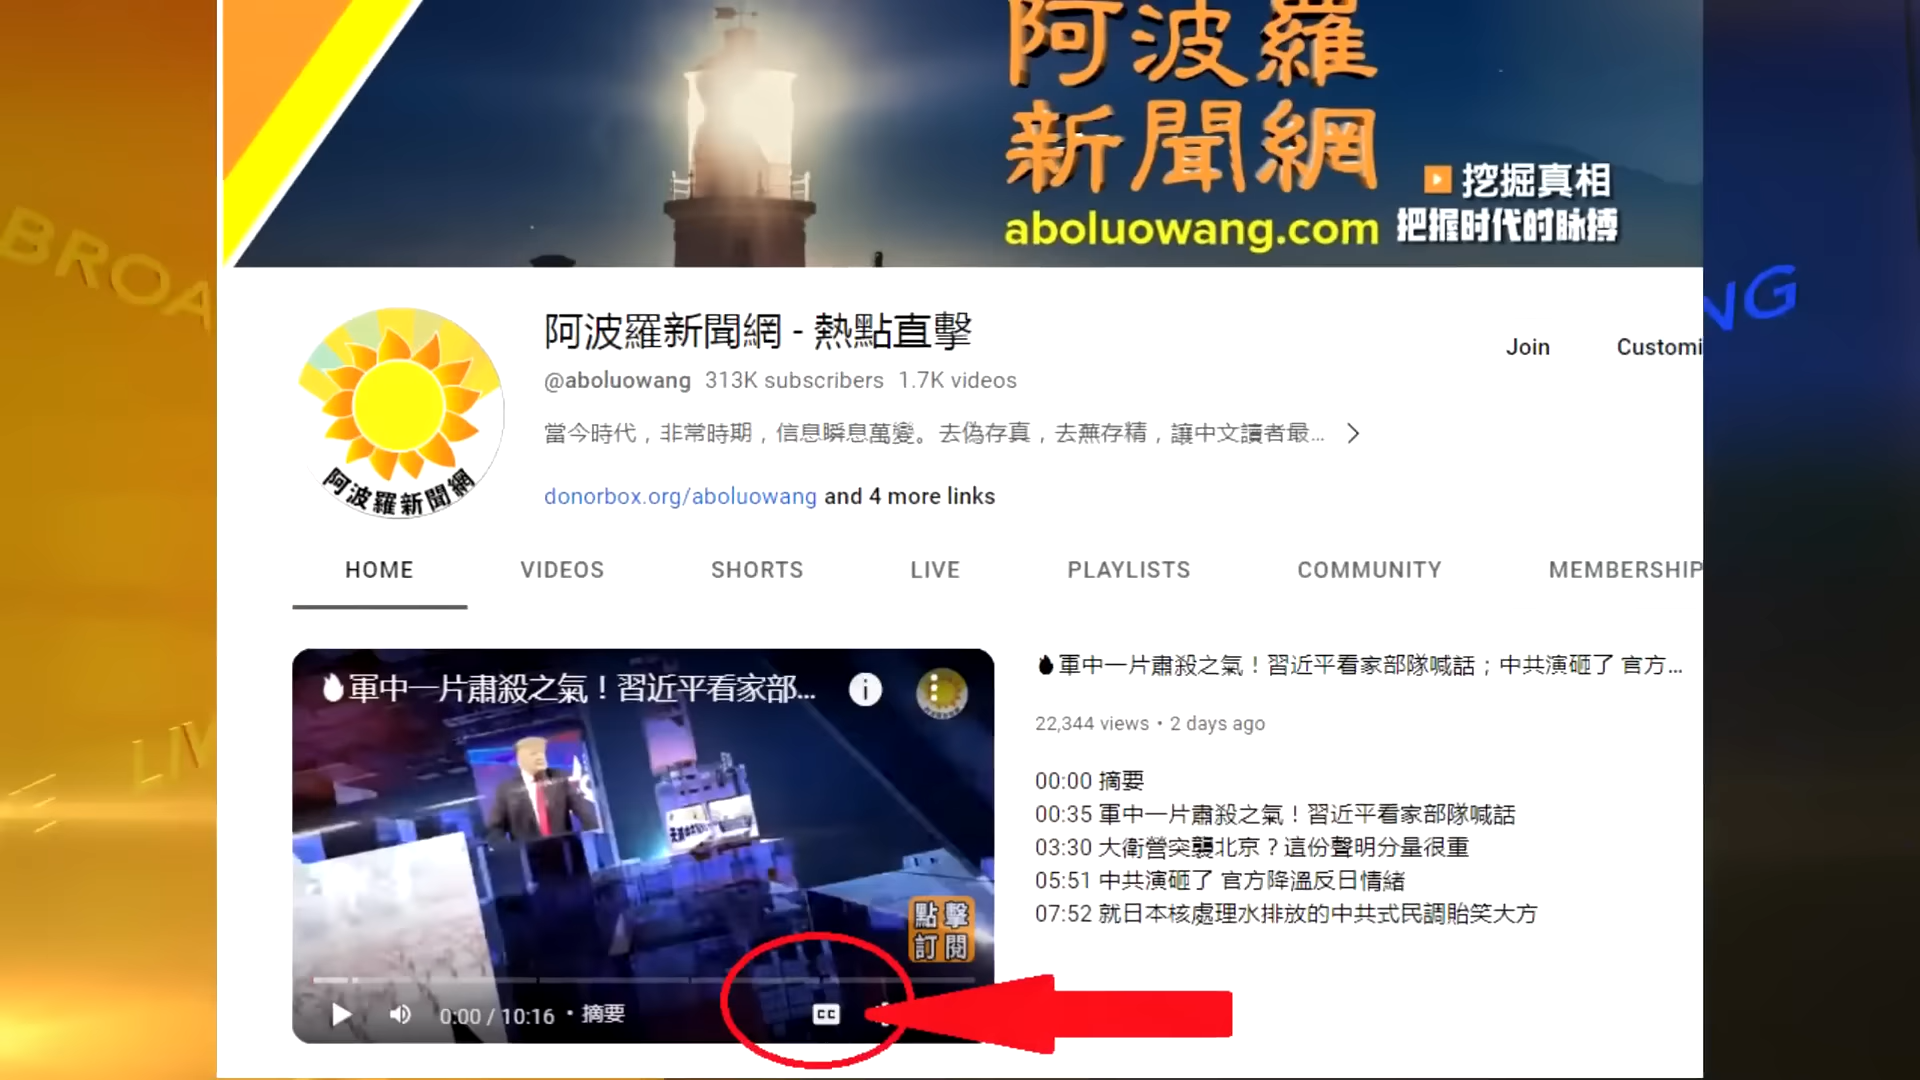 阿波羅
新聞網
aboluowang.com
挖掘真相
把握时代的脉搏
BROA
NG
LIV
阿波羅新聞網 - 熱點直擊
@aboluowang 313K subscribers 1.7K videos
Join
Customi
當今時代，非常時期，信息瞬息萬變。去偽存真，去蕪存精，讓中文讀者最...
donorbox.org/aboluowang and 4 more links
阿波羅新聞網
HOME VIDEOS SHORTS LIVE PLAYLISTS COMMUNITY MEMBERSHIP
軍中一片肅殺之氣！習近平看家部...
點擊
訂閱
0:00 / 10:16 • 摘要
CC
軍中一片肅殺之氣！習近平看家部隊喊話；中共演砸了 官方...
22,344 views • 2 days ago
00:00 摘要
00:35 軍中一片肅殺之氣！習近平看家部隊喊話
03:30 大衛營突襲北京？這份聲明分量很重
05:51 中共演砸了 官方降溫反日情緒
07:52 就日本核處理水排放的中共式民調貽笑大方